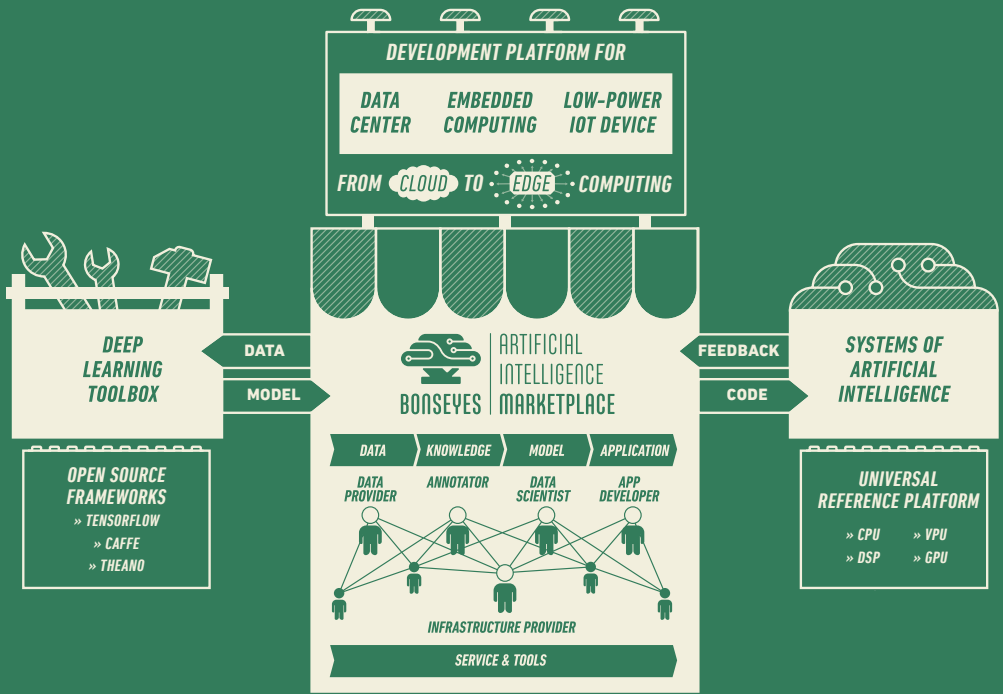 DEVELOPMENT PLATFORM FOR
DATA
CENTER
EMBEDDED
COMPUTING
LOW-POWER
IOT DEVICE
FROM CLOUD TO EDGE COMPUTING
DEEP
LEARNING
TOOLBOX
DATA
MODEL
OPEN SOURCE
FRAMEWORKS
» TENSORFLOW
» CAFFE
» THEANO
BONSEYES
ARTIFICIAL
INTELLIGENCE
MARKETPLACE
DATA KNOWLEDGE MODEL APPLICATION
DATA
PROVIDER
ANNOTATOR
DATA
SCIENTIST
APP
DEVELOPER
INFRASTRUCTURE PROVIDER
SERVICE & TOOLS
FEEDBACK
CODE
SYSTEMS OF
ARTIFICIAL
INTELLIGENCE
UNIVERSAL
REFERENCE PLATFORM
» CPU » VPU
» DSP » GPU